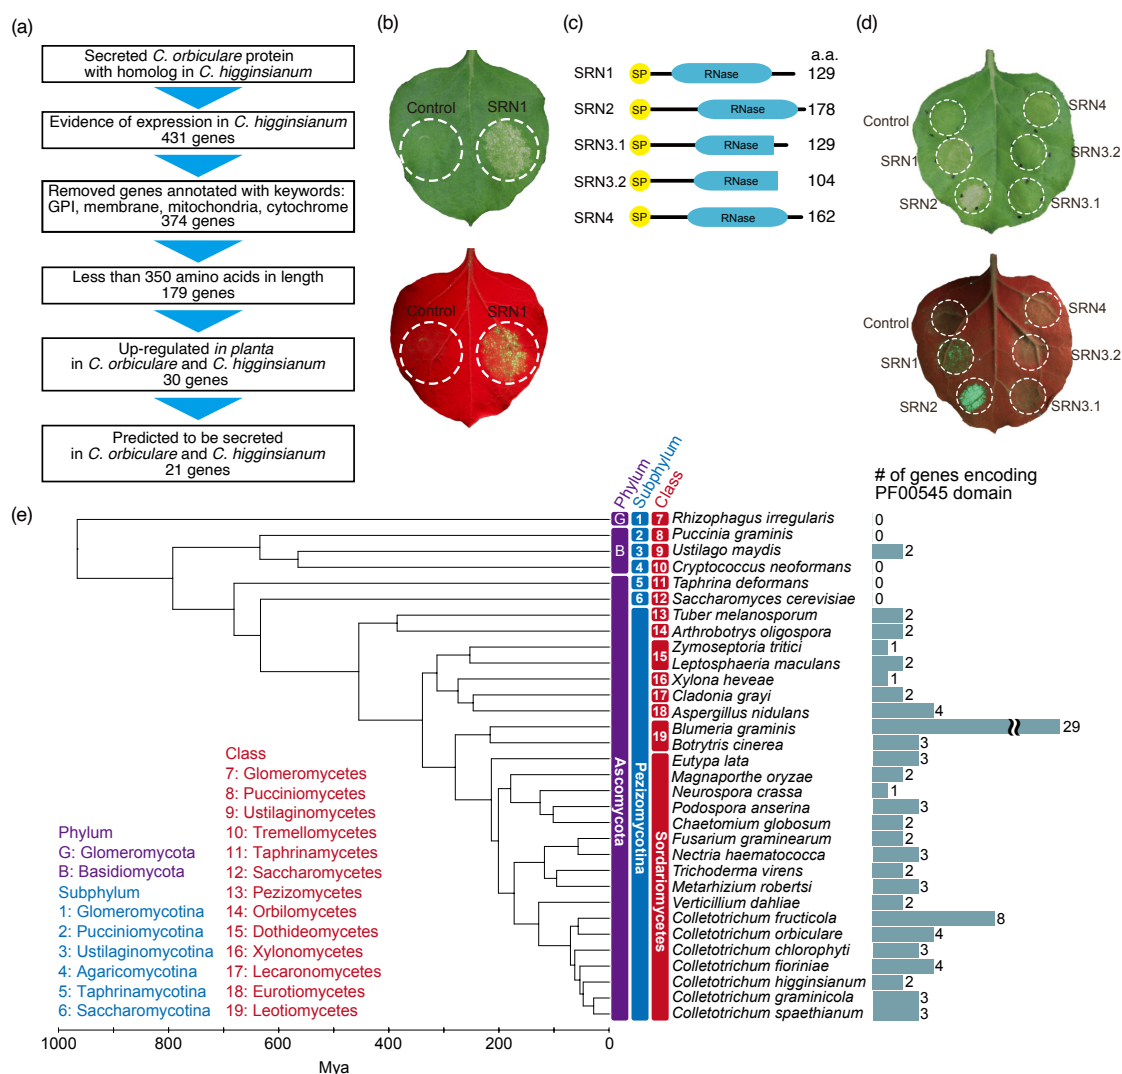 (a)
Secreted C. orbiculare protein
with homolog in C. higginsianum
Evidence of expression in C. higginsianum
431 genes
Removed genes annotated with keywords:
GPI, membrane, mitochondria, cytochrome
374 genes
Less than 350 amino acids in length
179 genes
Up-regulated in planta
in C. orbiculare and C. higginsianum
30 genes
Predicted to be secreted
in C. orbiculare and C. higginsianum
21 genes
(b)
Control SRN1
Control SRN1
(c)
a.a.
SRN1 SP RNase 129
SRN2 SP RNase 178
SRN3.1 SP RNase 129
SRN3.2 SP RNase 104
SRN4 SP RNase 162
(d)
SRN4
Control
SRN3.2
SRN1
SRN3.1
SRN2
SRN4
Control
SRN3.2
SRN1
SRN3.1
SRN2
(e)
Phylum
Subphylum
Class
# of genes encoding
PF00545 domain
G 1 7 Rhizophagus irregularis 0
2 8 Puccinia graminis 0
B 3 9 Ustilago maydis 2
4 10 Cryptococcus neoformans 0
5 11 Taphrina deformans 0
6 12 Saccharomyces cerevisiae 0
13 Tuber melanosporum 2
14 Arthrobotrys oligospora 2
Zymoseptoria tritici 1
15
Leptosphaeria maculans 2
16 Xylona heveae 1
17 Cladonia grayi 2
18 Aspergillus nidulans 4
Blumeria graminis 29
19
Botrytis cinerea 3
Eutypa lata 3
Magnaporthe oryzae 2
Neurospora crassa 1
Podospora anserina 3
Chaetomium globosum 2
Fusarium graminearum 2
Nectria haematococca 3
Trichoderma virens 2
Metarhizium robertsi 3
Verticillium dahliae 2
Colletotrichum fructicola 8
Colletotrichum orbiculare 4
Colletotrichum chlorophyti 3
Colletotrichum fioriniae 4
Colletotrichum higginsianum 2
Colletotrichum graminicola 3
Colletotrichum spaethianum 3
Ascomycota
Pezizomycotina
Sordariomycetes
Phylum
G: Glomeromycota
B: Basidiomycota
Subphylum
1: Glomeromycotina
2: Pucciniomycotina
3: Ustilaginomycotina
4: Agaricomycotina
5: Taphrinamycotina
6: Saccharomycotina
Class
7: Glomeromycetes
8: Pucciniomycetes
9: Ustilaginomycetes
10: Tremellomycetes
11: Taphrinamycetes
12: Saccharomycetes
13: Pezizomycetes
14: Orbilomycetes
15: Dothideomycetes
16: Xylonomycetes
17: Lecaronomycetes
18: Eurotiomycetes
19: Leotiomycetes
1000 800 600 400 200 0
Mya